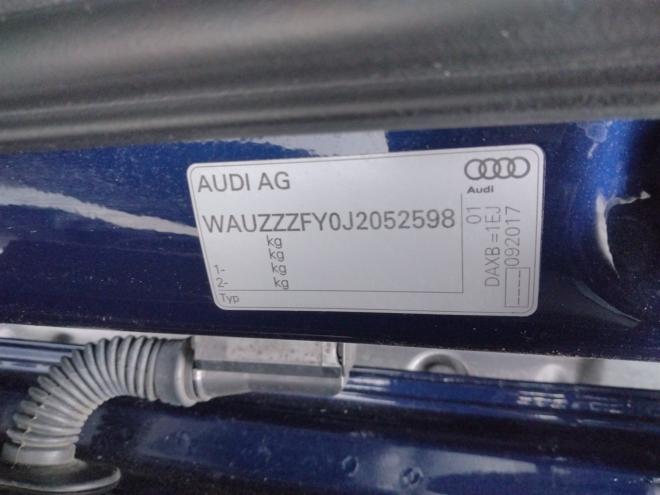 AUDI AG
Audi
WAUZZZFY0J2052598
kg
kg
1- kg
2- kg
Typ
01
DAXB=1EJ
----092017